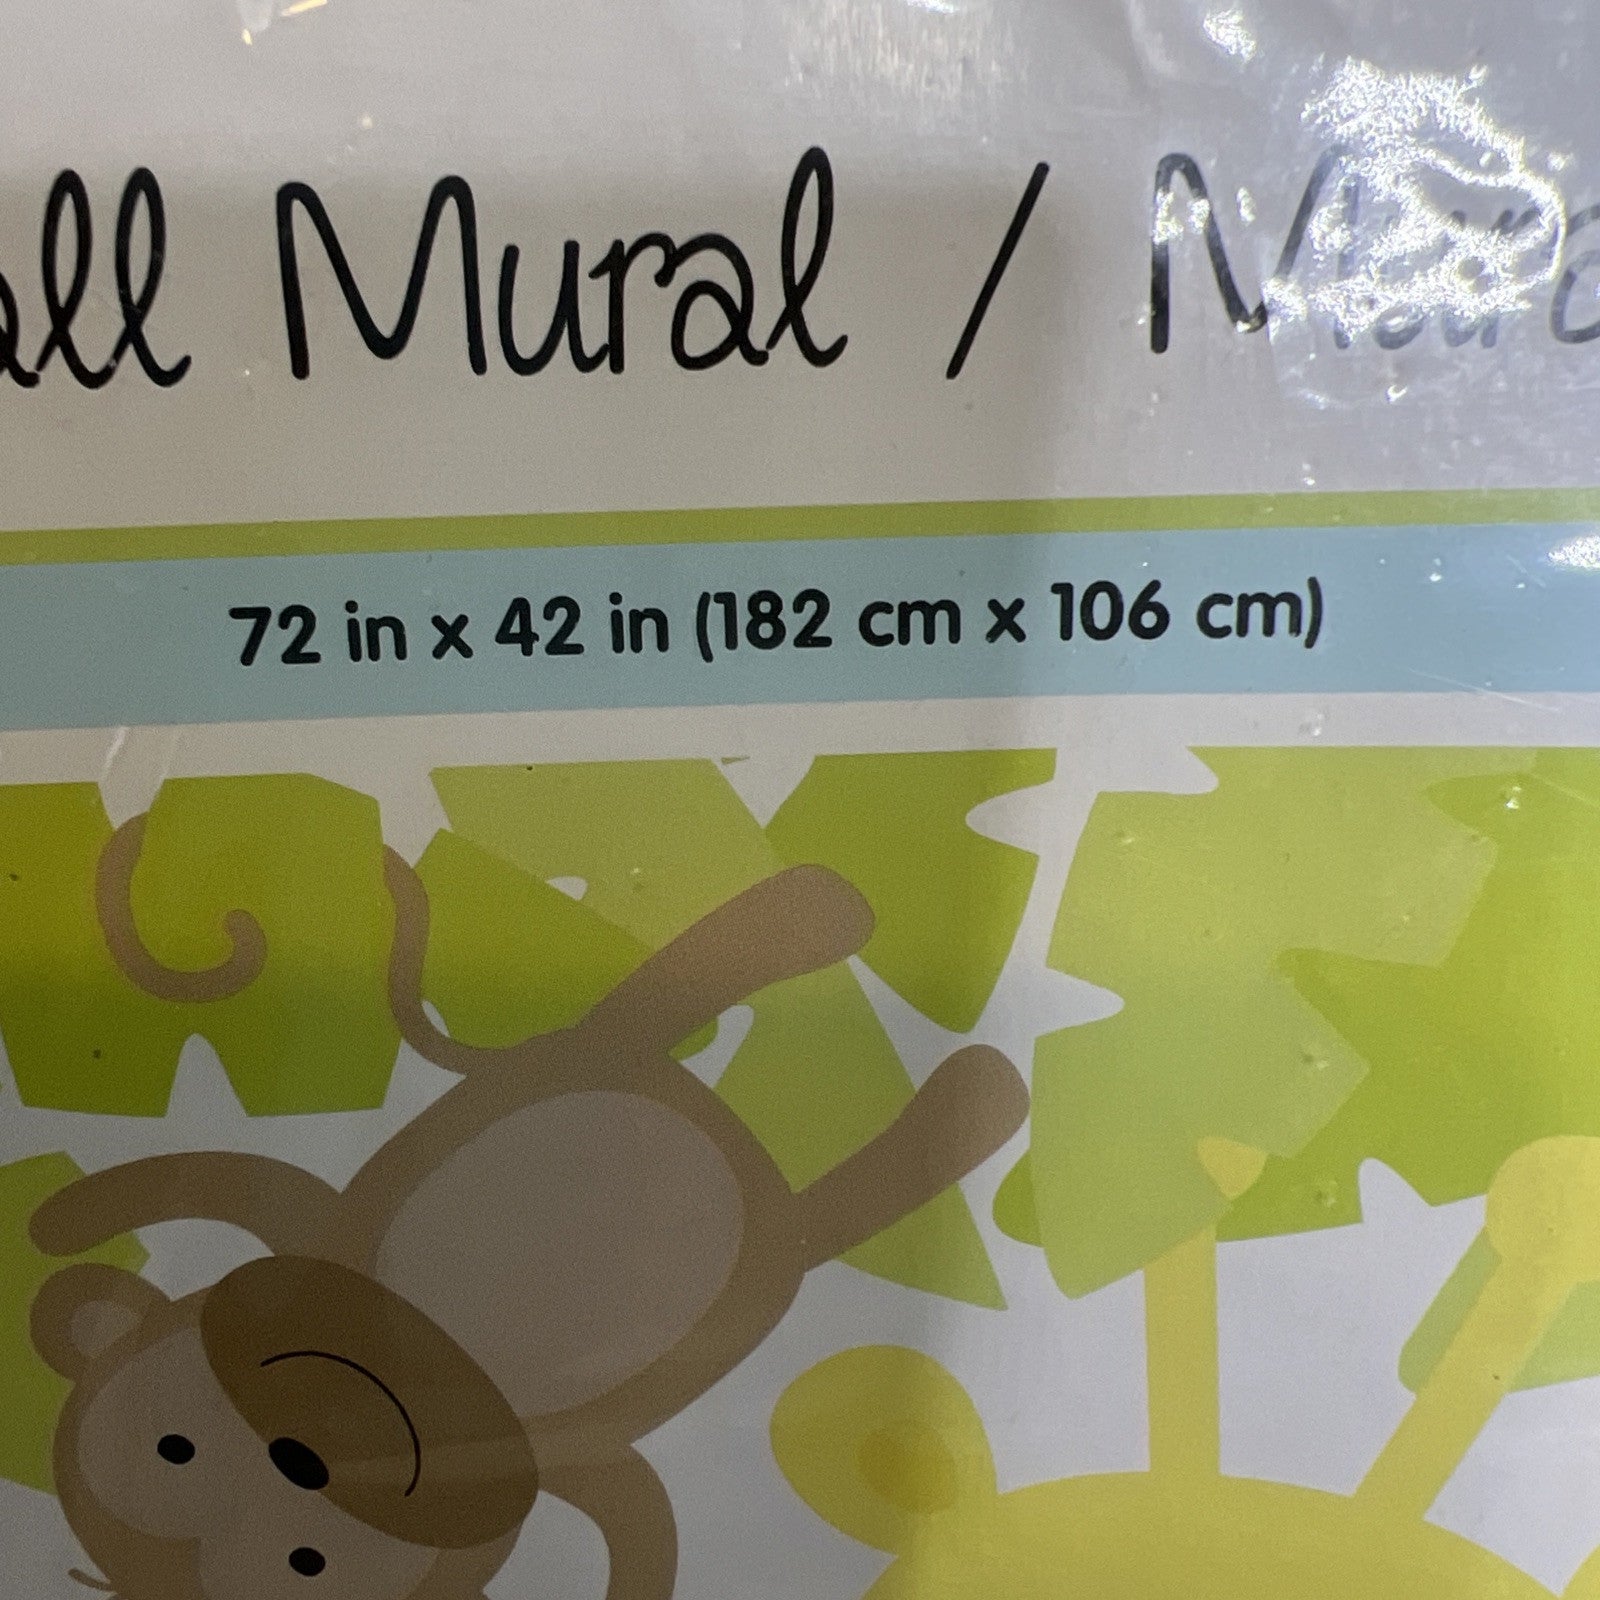 all Mural /
72 in x 42 in (182 cm x 106 cm)